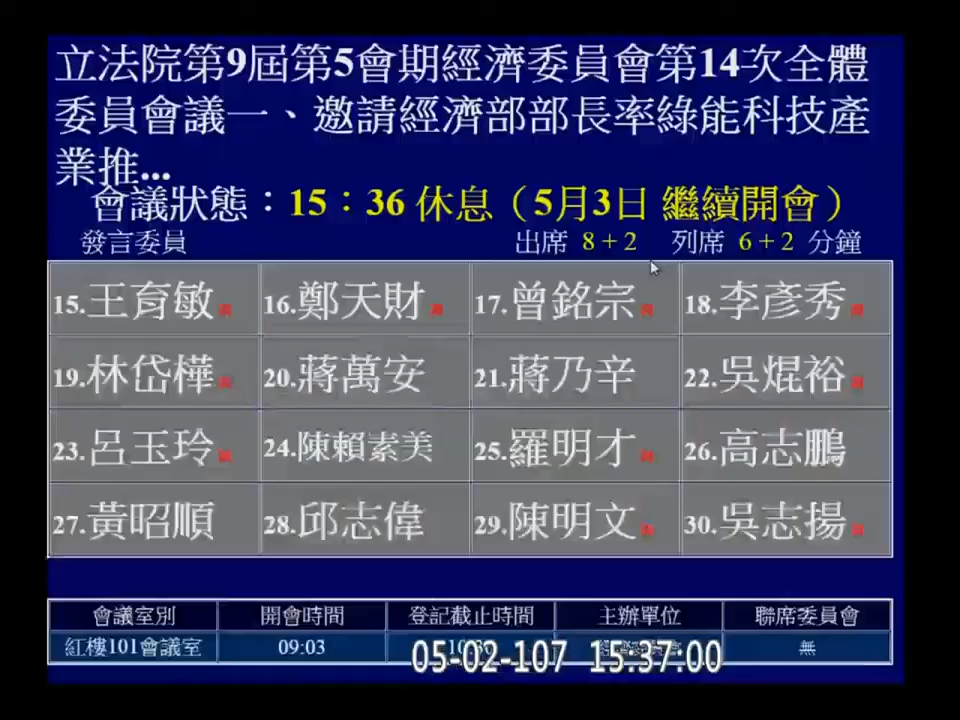 立法院第9屆第5會期經濟委員會第14次全體
委員會議一、邀請經濟部部長率綠能科技產
業推...
會議狀態：15：36 休息（5月3日 繼續開會）
發言委員 出席 8+2 列席 6+2 分鐘
15.王育敏 16.鄭天財 17.曾銘宗 18.李彥秀
19.林岱樺 20.蔣萬安 21.蔣乃辛 22.吳焜裕
23.呂玉玲 24.陳賴素美 25.羅明才 26.高志鵬
27.黃昭順 28.邱志偉 29.陳明文 30.吳志揚
會議室別 開會時間 登記截止時間 主辦單位 聯席委員會
紅樓101會議室 09:03 無
05-02-107 15:37:00